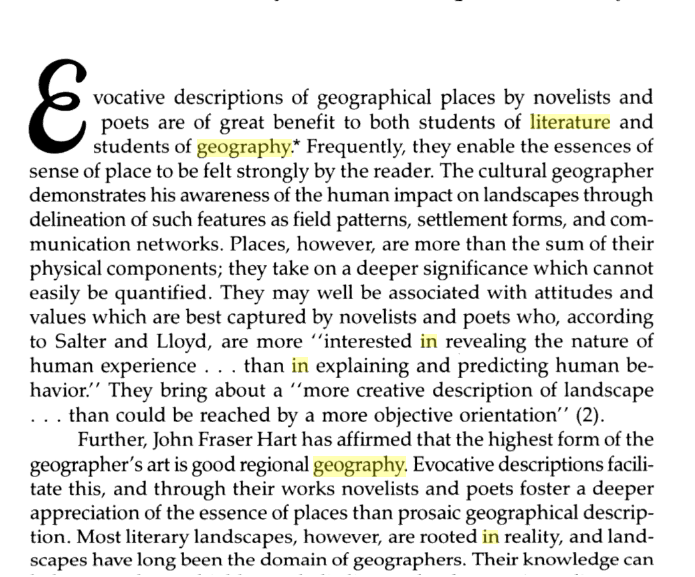 Evocative descriptions of geographical places by novelists and
poets are of great benefit to both students of literature and
students of geography.* Frequently, they enable the essences of
sense of place to be felt strongly by the reader. The cultural geographer
demonstrates his awareness of the human impact on landscapes through
delineation of such features as field patterns, settlement forms, and com-
munication networks. Places, however, are more than the sum of their
physical components; they take on a deeper significance which cannot
easily be quantified. They may well be associated with attitudes and
values which are best captured by novelists and poets who, according
to Salter and Lloyd, are more ''interested in revealing the nature of
human experience . . . than in explaining and predicting human be-
havior.'' They bring about a ''more creative description of landscape
. . . than could be reached by a more objective orientation'' (2).
Further, John Fraser Hart has affirmed that the highest form of the
geographer's art is good regional geography. Evocative descriptions facili-
tate this, and through their works novelists and poets foster a deeper
appreciation of the essence of places than prosaic geographical descrip-
tion. Most literary landscapes, however, are rooted in reality, and land-
scapes have long been the domain of geographers. Their knowledge can